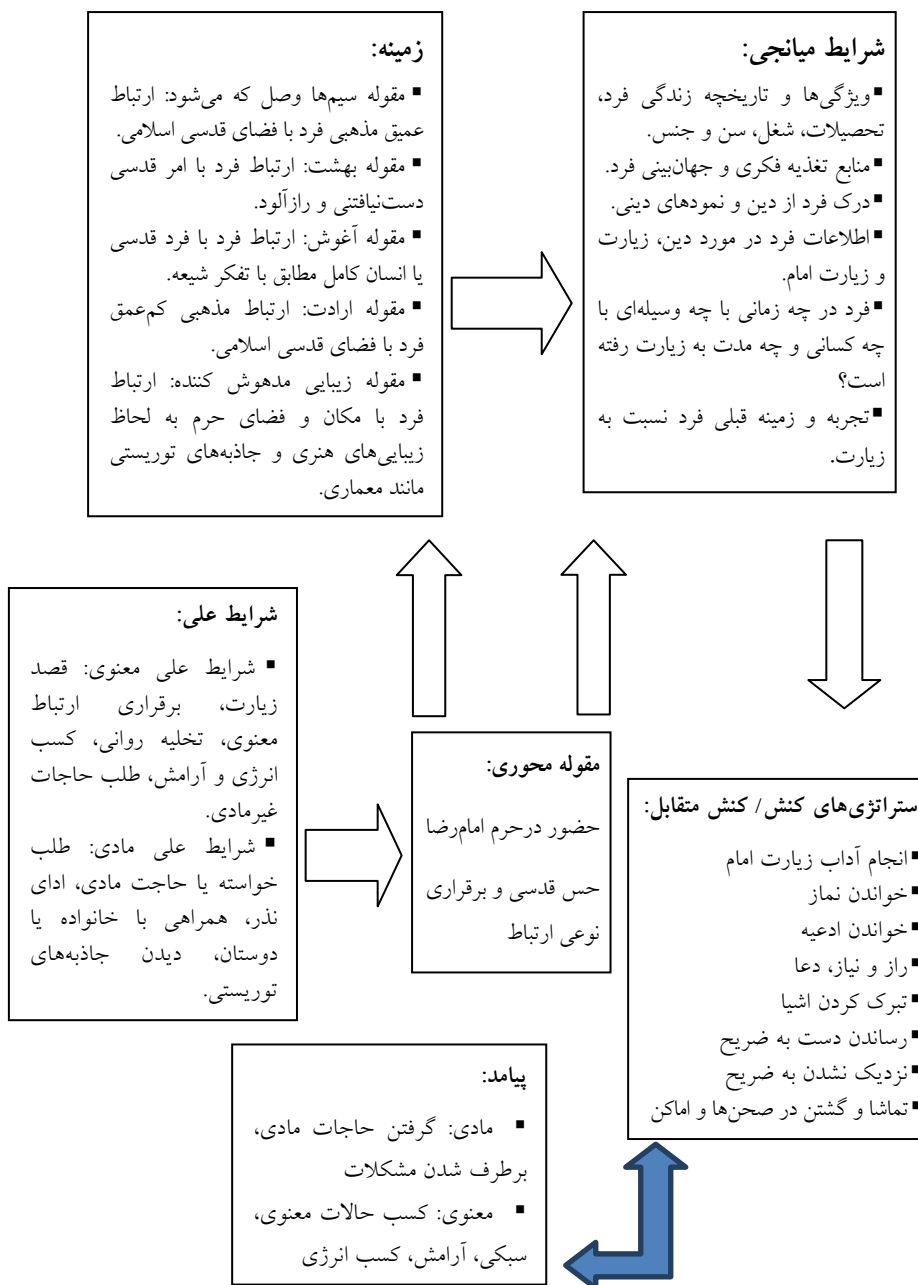 شرایط میانجی:
▪ویژگی‌ها و تاریخچه زندگی فرد،
تحصیلات، شغل، سن و جنس.
▪منابع تغذیه فکری و جهان‌بینی فرد.
▪درک فرد از دین و نمودهای دینی.
▪اطلاعات فرد در مورد دین، زیارت
و زیارت امام.
▪فرد در چه زمانی با چه وسیله‌ای با
چه کسانی و چه مدت به زیارت رفته
است؟
▪تجربه و زمینه قبلی فرد نسبت به
زیارت.
زمینه:
▪ مقوله سیم‌ها وصل که می‌شود: ارتباط
عمیق مذهبی فرد با فضای قدسی اسلامی.
▪ مقوله بهشت: ارتباط فرد با امر قدسی
دست‌نیافتنی و رازآلود.
▪ مقوله آغوش: ارتباط فرد با فرد قدسی
یا انسان کامل مطابق با تفکر شیعه.
▪ مقوله ارادت: ارتباط مذهبی کم‌عمق
فرد با فضای قدسی اسلامی.
▪ مقوله زیبایی مدهوش کننده: ارتباط
فرد با مکان و فضای حرم به لحاظ
زیبایی‌های هنری و جاذبه‌های توریستی
مانند معماری.
شرایط علی:
▪ شرایط علی معنوی: قصد
زیارت، برقراری ارتباط
معنوی، تخلیه روانی، کسب
انرژی و آرامش، طلب حاجات
غیرمادی.
▪ شرایط علی مادی: طلب
خواسته یا حاجت مادی، ادای
نذر، همراهی با خانواده یا
دوستان، دیدن جاذبه‌های
توریستی.
مقوله محوری:
حضور درحرم امام‌رضا
حس قدسی و برقراری
نوعی ارتباط
ستراتژی‌های کنش/ کنش متقابل:
▪انجام آداب زیارت امام
▪خواندن نماز
▪خواندن ادعیه
▪راز و نیاز، دعا
▪تبرک کردن اشیا
▪رساندن دست به ضریح
▪نزدیک نشدن به ضریح
▪تماشا و گشتن در صحن‌ها و اماکن
پیامد:
▪ مادی: گرفتن حاجات مادی،
برطرف شدن مشکلات
▪ معنوی: کسب حالات معنوی،
سبکی، آرامش، کسب انرژی